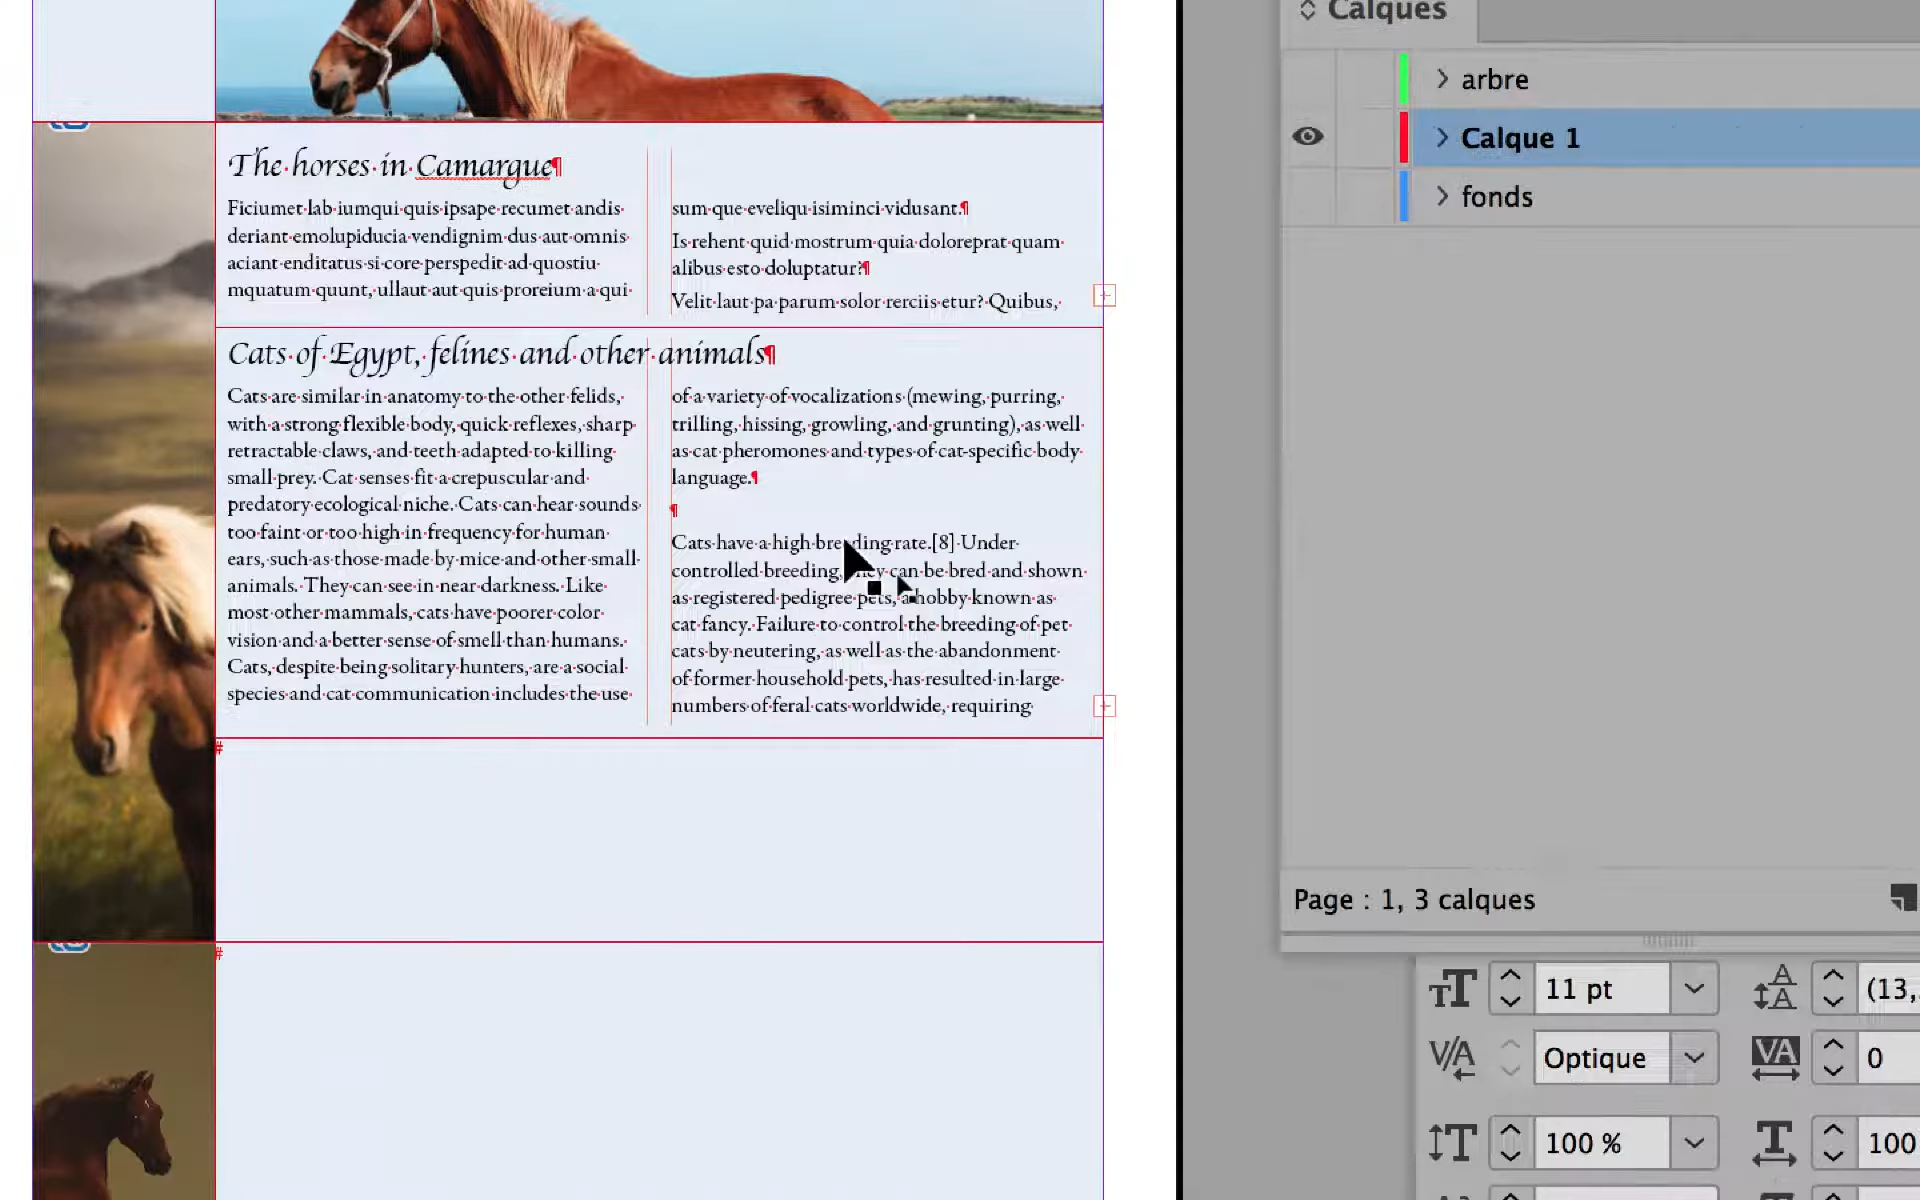 The horses in Camargue¶
Ficiumet lab iumqui quis ipsape recumet andis
deriant emolupiducia vendignim dus aut omnis
aciant enditatus si core perspedit ad quostiu-
mquatum quunt, ullaut aut quis proreium a qui
sum que eveliqu isiminci vidusant.¶
Is rehent quid mostrum quia doloreprat quam
alibus esto doluptatur?¶
Velit laut pa parum solor rerciis etur? Quibus,
Cats of Egypt, felines and other animals¶
Cats are similar in anatomy to the other felids,
with a strong flexible body, quick reflexes, sharp
retractable claws, and teeth adapted to killing
small prey. Cat senses fit a crepuscular and
predatory ecological niche. Cats can hear sounds
too faint or too high in frequency for human
ears, such as those made by mice and other small
animals. They can see in near darkness. Like
most other mammals, cats have poorer color
vision and a better sense of smell than humans.
Cats, despite being solitary hunters, are a social
species and cat communication includes the use
of a variety of vocalizations (mewing, purring,
trilling, hissing, growling, and grunting), as well
as cat pheromones and types of cat-specific body
language.¶
¶
Cats have a high breeding rate.[8] Under
controlled breeding, they can be bred and shown
as registered pedigree pets, a hobby known as
cat fancy. Failure to control the breeding of pet
cats by neutering, as well as the abandonment
of former household pets, has resulted in large
numbers of feral cats worldwide, requiring
#
#
Calques
arbre
Calque 1
fonds
Page : 1, 3 calques
11 pt
(13,
Optique
0
100 %
100